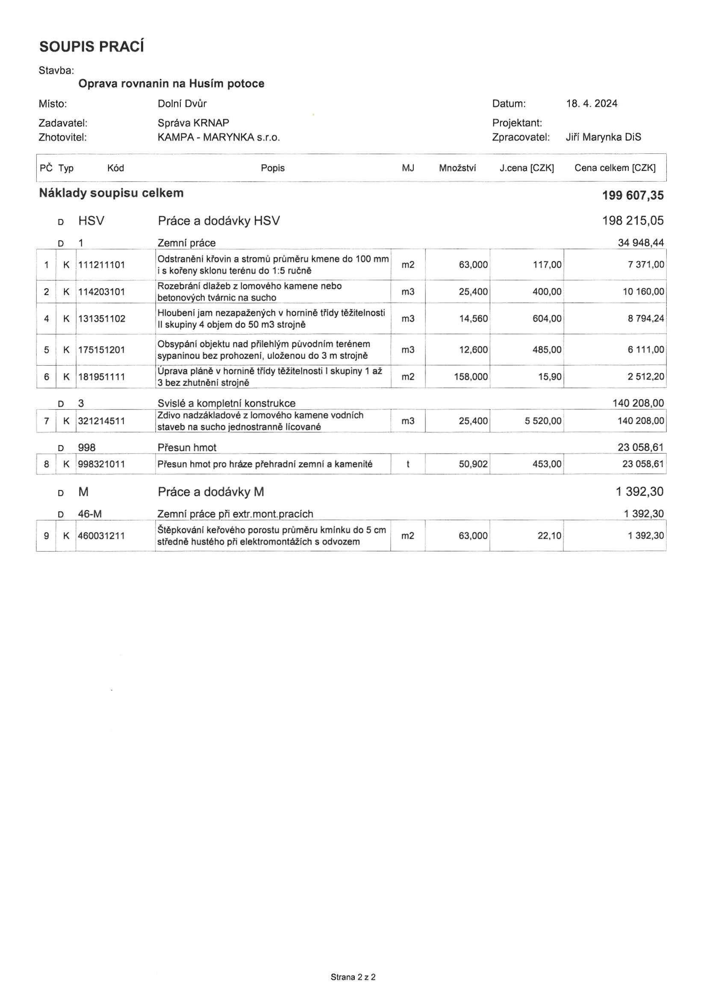 SOUPIS PRACÍ
Stavba:
Oprava rovnanin na Husím potoce
Místo: Dolní Dvůr Datum: 18. 4. 2024
Zadavatel: Správa KRNAP Projektant:
Zhotovitel: KAMPA - MARYNKA s.r.o. Zpracovatel: Jiří Marynka DiS
PČ Typ Kód Popis MJ Množství J.cena [CZK] Cena celkem [CZK]
Náklady soupisu celkem 199 607,35
D HSV Práce a dodávky HSV 198 215,05
D 1 Zemní práce 34 948,44
1 K 111211101 Odstranění křovin a stromů průměru kmene do 100 mm
i s kořeny sklonu terénu do 1:5 ručně m2 63,000 117,00 7 371,00
2 K 114203101 Rozebrání dlažeb z lomového kamene nebo
betonových tvárnic na sucho m3 25,400 400,00 10 160,00
4 K 131351102 Hloubení jam nezapažených v hornině třídy těžitelnosti
II skupiny 4 objem do 50 m3 strojně m3 14,560 604,00 8 794,24
5 K 175151201 Obsypání objektu nad přilehlým původním terénem
sypaninou bez prohození, uloženou do 3 m strojně m3 12,600 485,00 6 111,00
6 K 181951111 Úprava pláně v hornině třídy těžitelnosti I skupiny 1 až
3 bez zhutnění strojně m2 158,000 15,90 2 512,20
D 3 Svislé a kompletní konstrukce 140 208,00
7 K 321214511 Zdivo nadzákladové z lomového kamene vodních
staveb na sucho jednostranně lícované m3 25,400 5 520,00 140 208,00
D 998 Přesun hmot 23 058,61
8 K 998321011 Přesun hmot pro hráze přehradní zemní a kamenité t 50,902 453,00 23 058,61
D M Práce a dodávky M 1 392,30
D 46-M Zemní práce při extr.mont.pracích 1 392,30
9 K 460031211 Štěpkování keřového porostu průměru kmínku do 5 cm
středně hustého při elektromontážích s odvozem m2 63,000 22,10 1 392,30
Strana 2 z 2